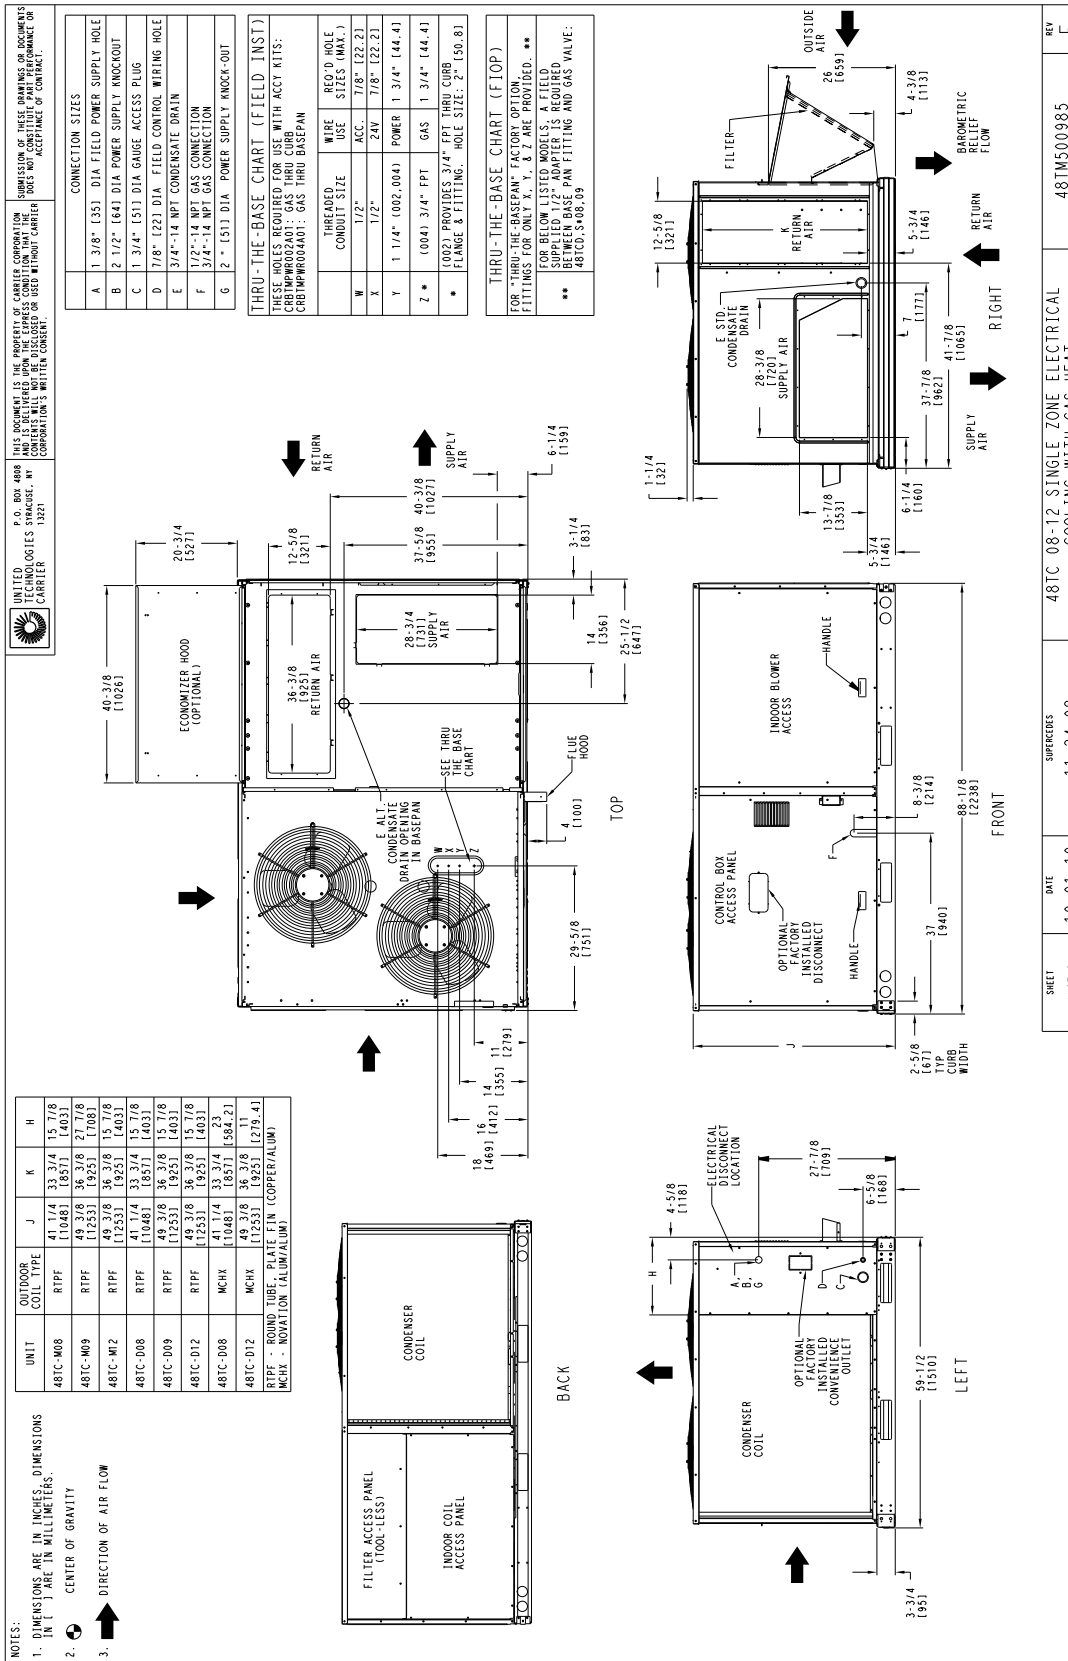 NOTES:
1. DIMENSIONS ARE IN INCHES, DIMENSIONS
IN [ ] ARE IN MILLIMETERS.
2. CENTER OF GRAVITY
3. DIRECTION OF AIR FLOW
UNIT OUTDOOR COIL TYPE J K H
48TC-M08 RTPF 41 1/4 [1048] 33 3/4 [857] 15 7/8 [403]
48TC-M09 RTPF 49 3/8 [1253] 36 3/8 [925] 27 7/8 [708]
48TC-M12 RTPF 49 3/8 [1253] 36 3/8 [925] 15 7/8 [403]
48TC-D08 RTPF 41 1/4 [1048] 33 3/4 [857] 15 7/8 [403]
48TC-D09 RTPF 49 3/8 [1253] 36 3/8 [925] 15 7/8 [403]
48TC-D12 RTPF 49 3/8 [1253] 36 3/8 [925] 15 7/8 [403]
48TC-D08 MCHX 41 1/4 [1048] 33 3/4 [857] 23 [584.2]
48TC-D12 MCHX 49 3/8 [1253] 36 3/8 [925] 11 [279.4]
RTPF - ROUND TUBE, PLATE FIN (COPPER/ALUM)
MCHX - NOVATION (ALUM/ALUM)
UNITED
TECHNOLOGIES
CARRIER
P.O. BOX 4808
SYRACUSE, NY
13221
THIS DOCUMENT IS THE PROPERTY OF CARRIER CORPORATION
AND IS DELIVERED UPON THE EXPRESS CONDITION THAT THE
CONTENTS WILL NOT BE DISCLOSED OR USED WITHOUT CARRIER
CORPORATION'S WRITTEN CONSENT.
SUBMISSION OF THESE DRAWINGS OR DOCUMENTS
DOES NOT CONSTITUTE PART PERFORMANCE OR
ACCEPTANCE OF CONTRACT.
CONNECTION SIZES
A 1 3/8" [35] DIA FIELD POWER SUPPLY HOLE
B 2 1/2" [64] DIA POWER SUPPLY KNOCKOUT
C 1 3/4" [51] DIA GAUGE ACCESS PLUG
D 7/8" [22] DIA FIELD CONTROL WIRING HOLE
E 3/4"-14 NPT CONDENSATE DRAIN
F 1/2"-14 NPT GAS CONNECTION
3/4"-14 NPT GAS CONNECTION
G 2 " [51] DIA POWER SUPPLY KNOCK-OUT
THRU-THE-BASE CHART (FIELD INST)
THESE HOLES REQUIRED FOR USE WITH ACCY KITS:
CRBTMPWR002A01: GAS THRU CURB
CRBTMPWR004A01: GAS THRU BASEPAN
THREADED CONDUIT SIZE WIRE USE REQ'D HOLE SIZES (MAX.)
W 1/2" ACC. 7/8" [22.2]
X 1/2" 24V 7/8" [22.2]
Y 1 1/4" (002,004) POWER 1 3/4" [44.4]
Z * (004) 3/4" FPT GAS 1 3/4" [44.4]
* (002) PROVIDES 3/4" FPT THRU CURB
FLANGE & FITTING. HOLE SIZE: 2" [50.8]
THRU-THE-BASE CHART (FIOP)
FOR "THRU-THE-BASEPAN" FACTORY OPTION,
FITTINGS FOR ONLY X, Y, & Z ARE PROVIDED. **
** FOR BELOW LISTED MODELS, A FIELD
SUPPLIED 1/2" ADAPTER IS REQUIRED
BETWEEN BASE PAN FITTING AND GAS VALVE:
48TCD,S*08,09
40-3/8
[1026]
20-3/4
[527]
ECONOMIZER HOOD
(OPTIONAL)
12-5/8
[321]
RETURN
AIR
36-3/8
[925]
RETURN AIR
28-3/4
[731]
SUPPLY
AIR
37-5/8
[955]
40-3/8
[1027]
SUPPLY
AIR
6-1/4
[159]
3-1/4
[83]
14
[356]
25-1/2
[647]
E ALT.
CONDENSATE
DRAIN OPENING
IN BASEPAN
SEE THRU
THE BASE
CHART
FLUE
HOOD
W
X
Y
Z
4
[100]
29-5/8
[751]
11
[279]
14
[355]
16
[412]
18
[469]
TOP
FILTER ACCESS PANEL
(TOOL-LESS)
INDOOR COIL
ACCESS PANEL
CONDENSER
COIL
BACK
CONDENSER
COIL
H
4-5/8
[118]
ELECTRICAL
DISCONNECT
LOCATION
A,
B,
G
OPTIONAL
FACTORY
INSTALLED
CONVENIENCE
OUTLET
D
C
27-7/8
[709]
6-5/8
[168]
59-1/2
[1510]
3-3/4
[95]
LEFT
J
CONTROL BOX
ACCESS PANEL
OPTIONAL
FACTORY
INSTALLED
DISCONNECT
HANDLE
F
INDOOR BLOWER
ACCESS
HANDLE
2-5/8
[67]
TYP
CURB
WIDTH
37
[940]
8-3/8
[214]
88-1/8
[2238]
FRONT
1-1/4
[32]
12-5/8
[321]
E STD.
CONDENSATE
DRAIN
28-3/8
[720]
SUPPLY AIR
K
RETURN
AIR
FILTER
OUTSIDE
AIR
26
[659]
4-3/8
[113]
BAROMETRIC
RELIEF
FLOW
13-7/8
[353]
5-3/4
[146]
6-1/4
[160]
7
[177]
5-3/4
[146]
37-7/8
[962]
41-7/8
[1065]
SUPPLY
AIR
RETURN
AIR
RIGHT
SHEET
DATE
SUPERCEDES
48TC 08-12 SINGLE ZONE ELECTRICAL
COOLING WITH GAS HEAT
48TM500985
REV